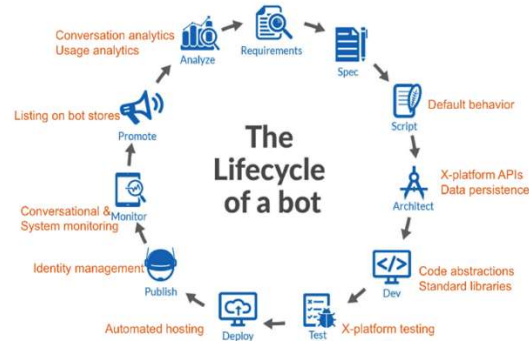 The
Lifecycle
of a bot
Requirements
Spec
Script
Default behavior
Architect
X-platform APIs
Data persistence
</>
Dev
Code abstractions
Standard libraries
Test
X-platform testing
Deploy
Automated hosting
Publish
Identity management
Monitor
Conversational &
System monitoring
Promote
Listing on bot stores
Analyze
Conversation analytics
Usage analytics